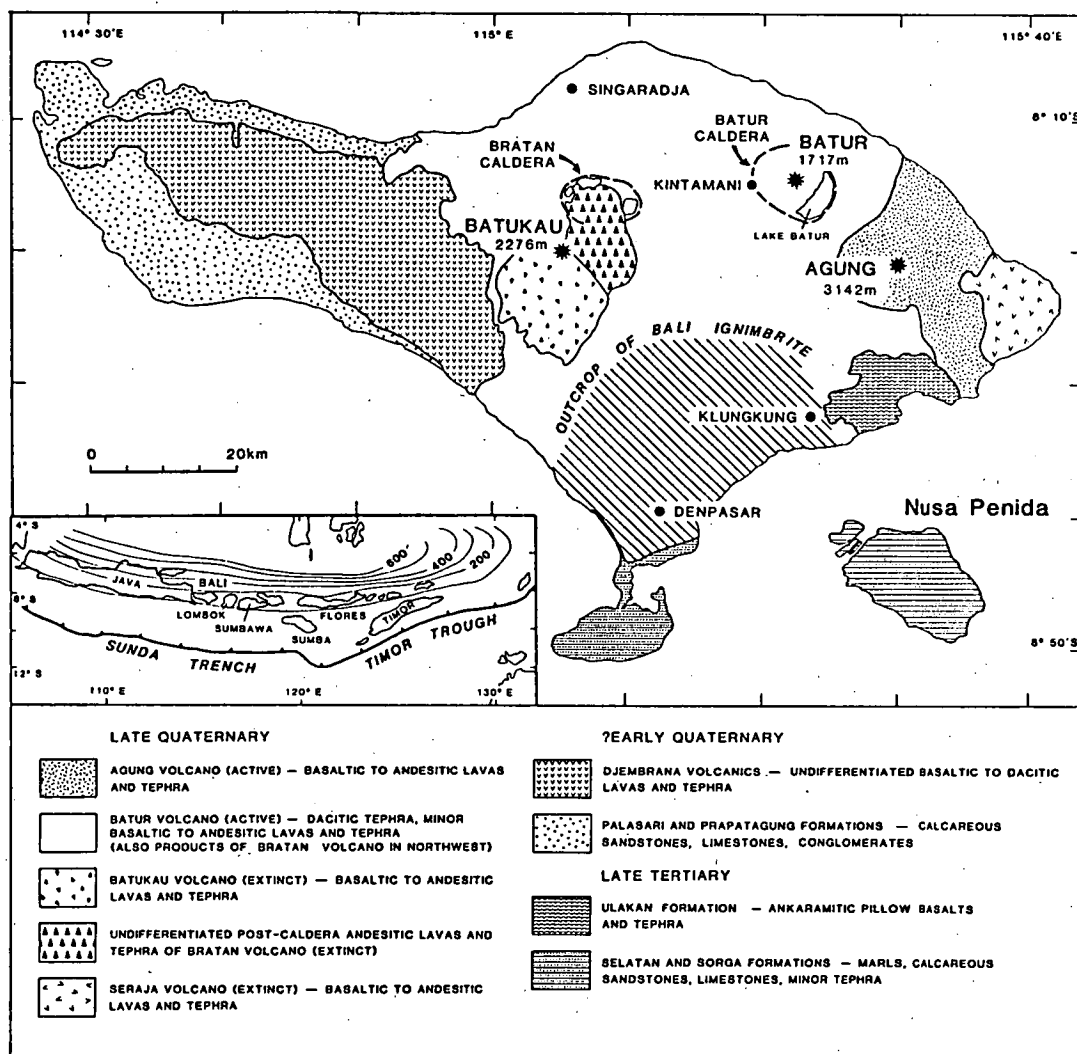 114° 30'E
115° E
115° 40'E
SINGARADJA
8° 10'S
BRATAN
CALDERA
BATUR
CALDERA
BATUR
1717m
KINTAMANI
LAKE BATUR
BATUKAU
2276m
AGUNG
3142m
OUTCROP OF BALI IGNIMBRITE
KLUNGKUNG
0 20km
DENPASAR
Nusa Penida
8° 50'S
4° S
8°S
12°S
600
400
200
JAVA
BALI
LOMBOK
SUMBAWA
FLORES
SUMBA
TIMOR
SUNDA TRENCH
TIMOR TROUGH
110° E
120° E
130° E
LATE QUATERNARY
AGUNG VOLCANO (ACTIVE) — BASALTIC TO ANDESITIC LAVAS
AND TEPHRA
BATUR VOLCANO (ACTIVE) — DACITIC TEPHRA, MINOR
BASALTIC TO ANDESITIC LAVAS AND TEPHRA
(ALSO PRODUCTS OF BRATAN VOLCANO IN NORTHWEST)
BATUKAU VOLCANO (EXTINCT) — BASALTIC TO ANDESITIC
LAVAS AND TEPHRA
UNDIFFERENTIATED POST-CALDERA ANDESITIC LAVAS AND
TEPHRA OF BRATAN VOLCANO (EXTINCT)
SERAJA VOLCANO (EXTINCT) — BASALTIC TO ANDESITIC
LAVAS AND TEPHRA
?EARLY QUATERNARY
DJEMBRANA VOLCANICS — UNDIFFERENTIATED BASALTIC TO DACITIC
LAVAS AND TEPHRA
PALASARI AND PRAPATAGUNG FORMATIONS — CALCAREOUS
SANDSTONES, LIMESTONES, CONGLOMERATES
LATE TERTIARY
ULAKAN FORMATION — ANKARAMITIC PILLOW BASALTS
AND TEPHRA
SELATAN AND SORGA FORMATIONS — MARLS, CALCAREOUS
SANDSTONES, LIMESTONES, MINOR TEPHRA